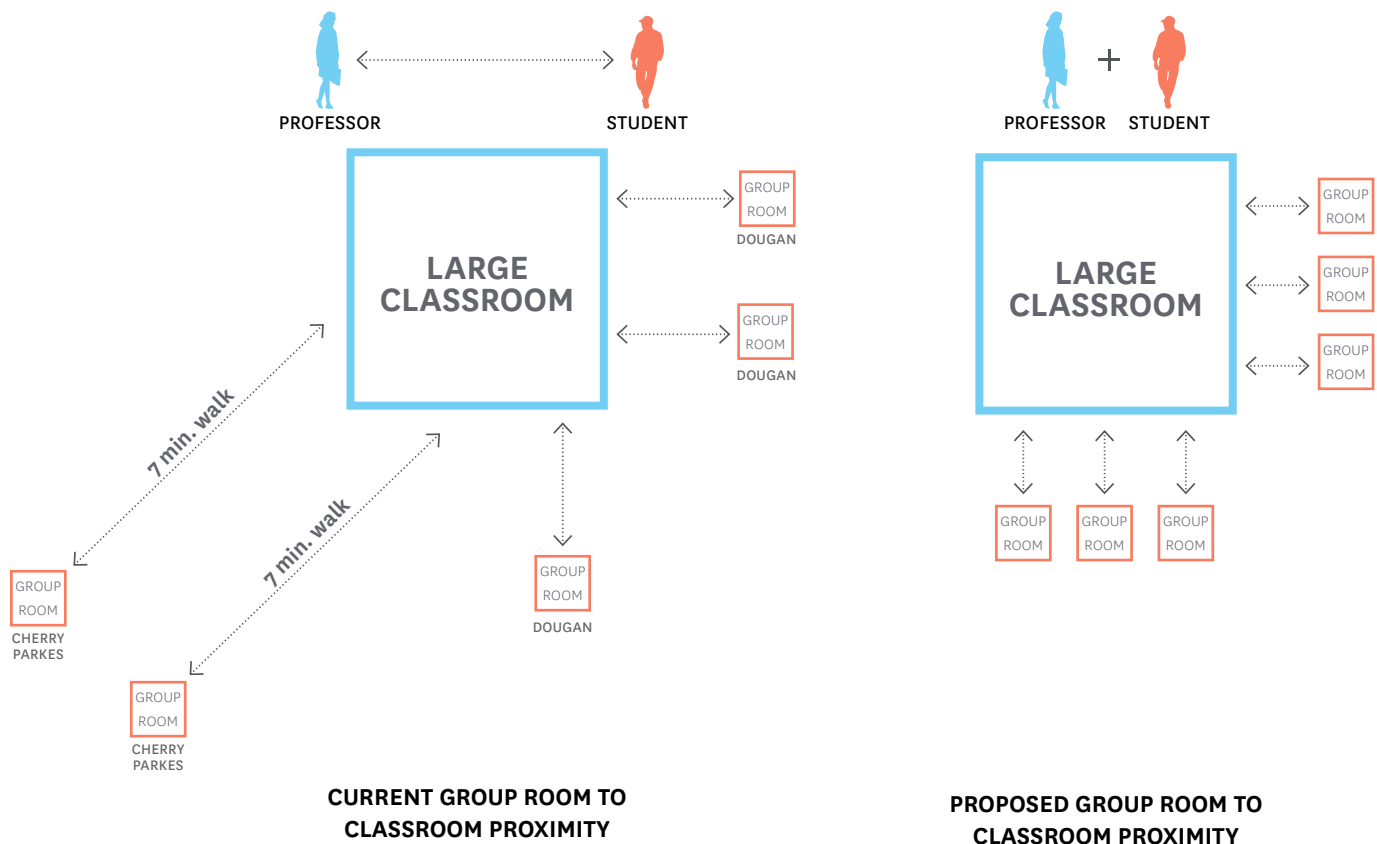 PROFESSOR
STUDENT
LARGE
CLASSROOM
GROUP
ROOM
DOUGAN
GROUP
ROOM
DOUGAN
7 min. walk
7 min. walk
GROUP
ROOM
CHERRY
PARKES
GROUP
ROOM
DOUGAN
GROUP
ROOM
CHERRY
PARKES
CURRENT GROUP ROOM TO
CLASSROOM PROXIMITY
PROFESSOR
+
STUDENT
LARGE
CLASSROOM
GROUP
ROOM
GROUP
ROOM
GROUP
ROOM
GROUP
ROOM
GROUP
ROOM
GROUP
ROOM
PROPOSED GROUP ROOM TO
CLASSROOM PROXIMITY